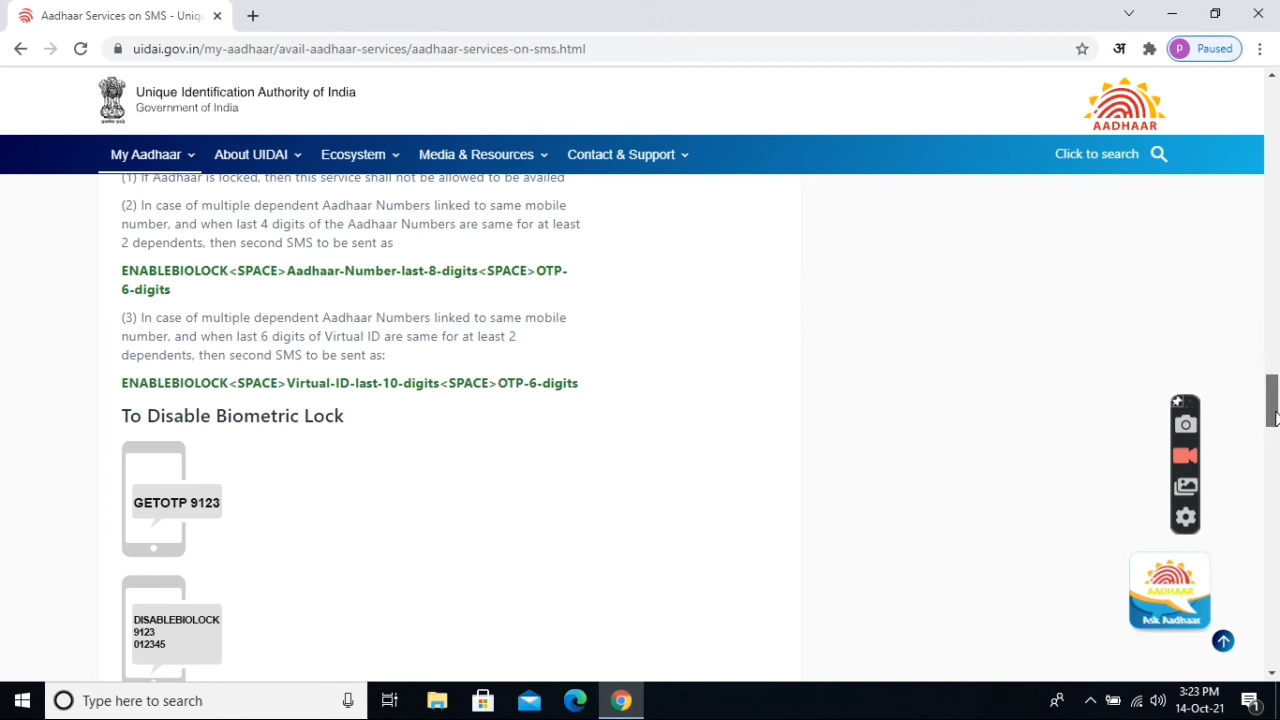 Aadhaar Services on SMS - Uniq
uidai.gov.in/my-aadhaar/avail-aadhaar-services/aadhaar-services-on-sms.html
अ
P
Paused
Unique Identification Authority of India
Government of India
AADHAAR
My Aadhaar
About UIDAI
Ecosystem
Media & Resources
Contact & Support
Click to search
(1) If Aadhaar is locked, then this service shall not be allowed to be availed
(2) In case of multiple dependent Aadhaar Numbers linked to same mobile
number, and when last 4 digits of the Aadhaar Numbers are same for at least
2 dependents, then second SMS to be sent as
ENABLEBIOLOCK<SPACE>Aadhaar-Number-last-8-digits<SPACE>OTP-
6-digits
(3) In case of multiple dependent Aadhaar Numbers linked to same mobile
number, and when last 6 digits of Virtual ID are same for at least 2
dependents, then second SMS to be sent as:
ENABLEBIOLOCK<SPACE>Virtual-ID-last-10-digits<SPACE>OTP-6-digits
To Disable Biometric Lock
GETOTP 9123
DISABLEBIOLOCK
9123
012345
AADHAAR
Ask Aadhaar
Type here to search
3:23 PM
14-Oct-21
1